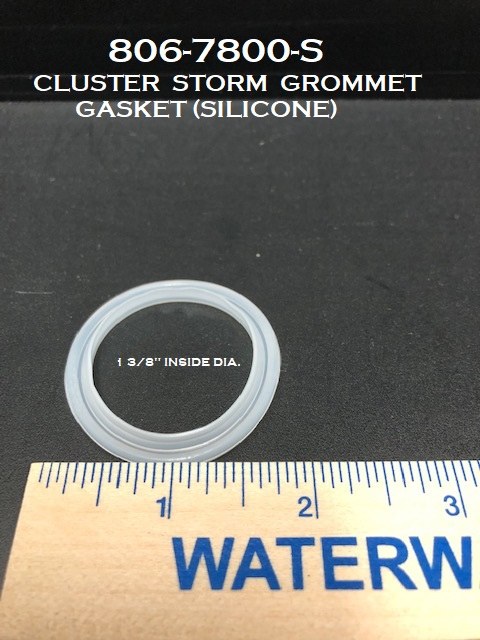 806-7800-S
CLUSTER STORM GROMMET
GASKET (SILICONE)
1 3/8" INSIDE DIA.
1 2 3
WATERW